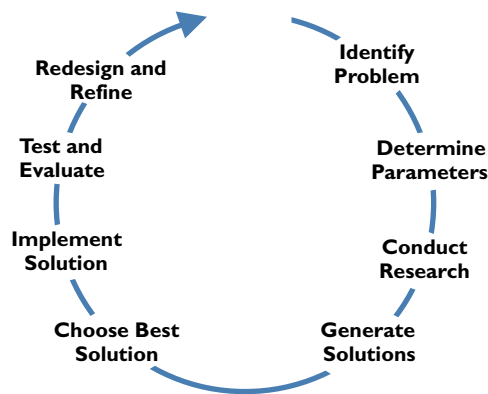 Identify
Problem
Determine
Parameters
Conduct
Research
Generate
Solutions
Choose Best
Solution
Implement
Solution
Test and
Evaluate
Redesign and
Refine